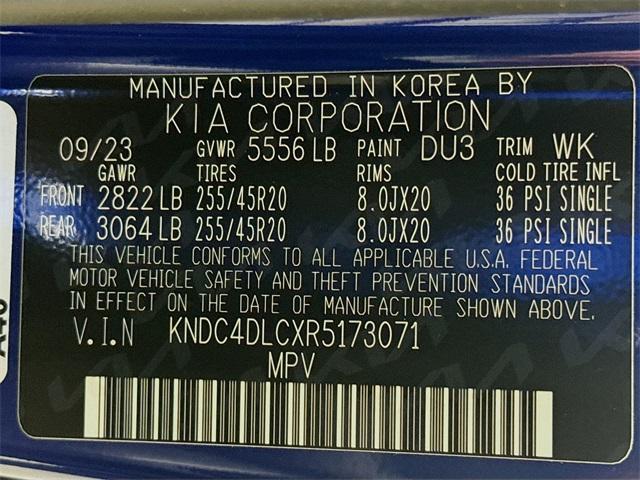 MANUFACTURED IN KOREA BY
KIA CORPORATION
09/23 GVWR 5556 LB PAINT DU3 TRIM WK
GAWR TIRES RIMS COLD TIRE INFL
FRONT 2822 LB 255/45R20 8.0JX20 36 PSI SINGLE
REAR 3064 LB 255/45R20 8.0JX20 36 PSI SINGLE
THIS VEHICLE CONFORMS TO ALL APPLICABLE U.S.A. FEDERAL
MOTOR VEHICLE SAFETY AND THEFT PREVENTION STANDARDS
IN EFFECT ON THE DATE OF MANUFACTURE SHOWN ABOVE.
V.I.N KNDC4DLCXR5173071
MPV